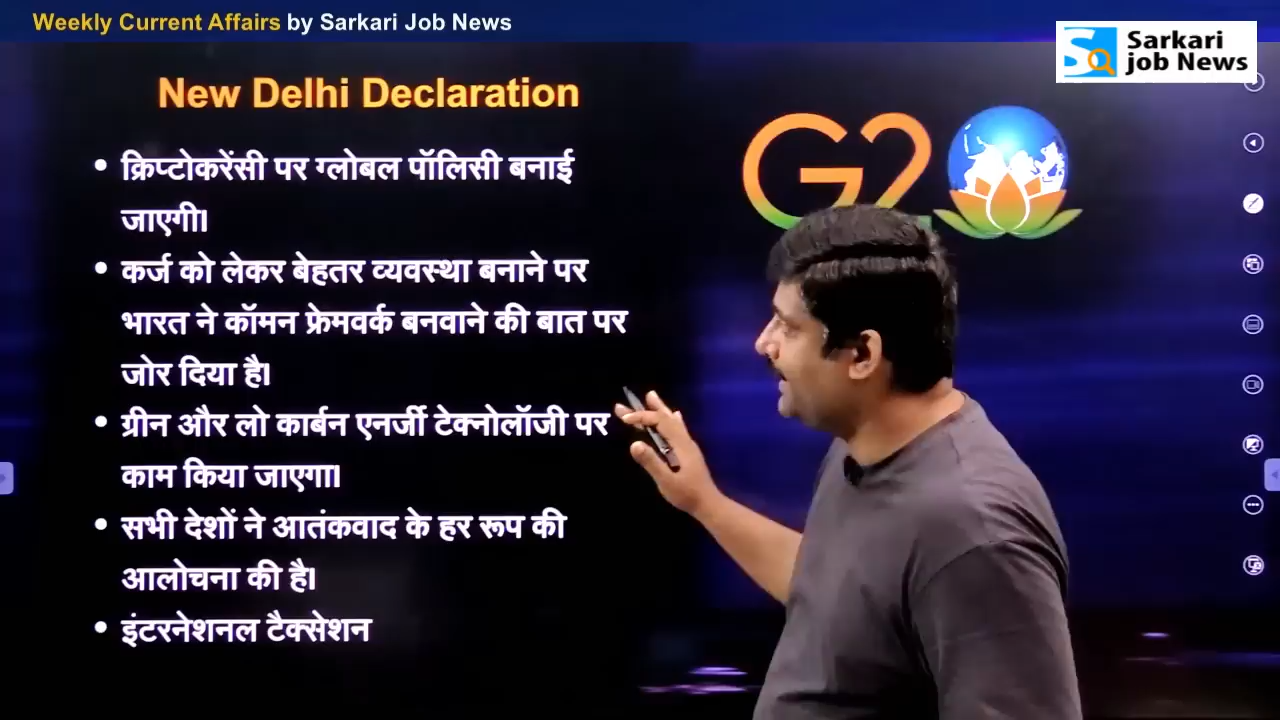 Weekly Current Affairs by Sarkari Job News
Sarkari
job News
New Delhi Declaration
G20
• क्रिप्टोकरेंसी पर ग्लोबल पॉलिसी बनाई
जाएगी।
• कर्ज को लेकर बेहतर व्यवस्था बनाने पर
भारत ने कॉमन फ्रेमवर्क बनवाने की बात पर
जोर दिया है।
• ग्रीन और लो कार्बन एनर्जी टेक्नोलॉजी पर
काम किया जाएगा।
• सभी देशों ने आतंकवाद के हर रूप की
आलोचना की है।
• इंटरनेशनल टैक्सेशन